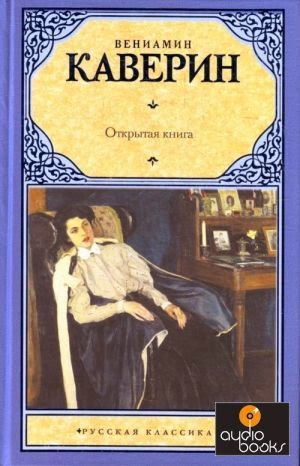 ВЕНИАМИН
КАВЕРИН
Открытая книга
РУССКАЯ КЛАССИКА
audio
books